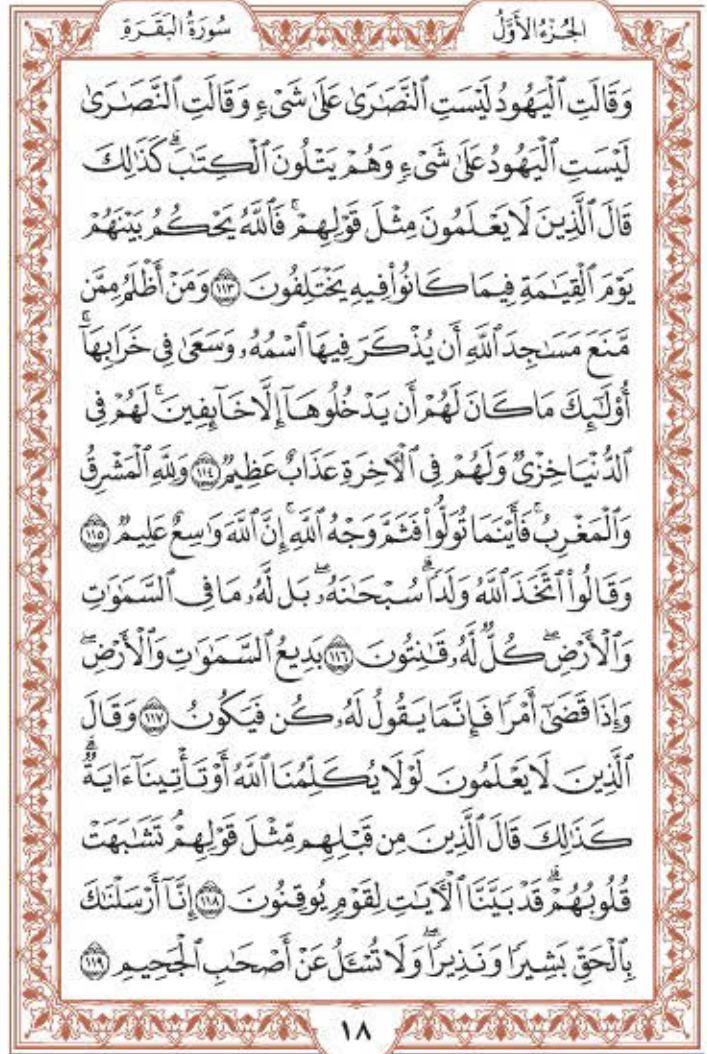 الجُزْءُ الأَوَّلُ
سُورَةُ البَقَرَةِ
وَقَالَتِ ٱلۡيَهُودُ لَيۡسَتِ ٱلنَّصَٰرَىٰ عَلَىٰ شَيۡءٖ وَقَالَتِ ٱلنَّصَٰرَىٰ
لَيۡسَتِ ٱلۡيَهُودُ عَلَىٰ شَيۡءٖ وَهُمۡ يَتۡلُونَ ٱلۡكِتَٰبَۗ كَذَٰلِكَ
قَالَ ٱلَّذِينَ لَا يَعۡلَمُونَ مِثۡلَ قَوۡلِهِمۡۚ فَٱللَّهُ يَحۡكُمُ بَيۡنَهُمۡ
يَوۡمَ ٱلۡقِيَٰمَةِ فِيمَا كَانُواْ فِيهِ يَخۡتَلِفُونَ ١١٣ وَمَنۡ أَظۡلَمُ مِمَّن
مَّنَعَ مَسَٰجِدَ ٱللَّهِ أَن يُذۡكَرَ فِيهَا ٱسۡمُهُۥ وَسَعَىٰ فِي خَرَابِهَآۚ
أُوْلَٰٓئِكَ مَا كَانَ لَهُمۡ أَن يَدۡخُلُوهَآ إِلَّا خَآئِفِينَۚ لَهُمۡ فِي
ٱلدُّنۡيَا خِزۡيٞ وَلَهُمۡ فِي ٱلۡأٓخِرَةِ عَذَابٌ عَظِيمٞ ١١٤ وَلِلَّهِ ٱلۡمَشۡرِقُ
وَٱلۡمَغۡرِبُۚ فَأَيۡنَمَا تُوَلُّواْ فَثَمَّ وَجۡهُ ٱللَّهِۚ إِنَّ ٱللَّهَ وَٰسِعٌ عَلِيمٞ ١١٥
وَقَالُواْ ٱتَّخَذَ ٱللَّهُ وَلَدٗاۗ سُبۡحَٰنَهُۥۖ بَل لَّهُۥ مَا فِي ٱلسَّمَٰوَٰتِ
وَٱلۡأَرۡضِۖ كُلّٞ لَّهُۥ قَٰنِتُونَ ١١٦ بَدِيعُ ٱلسَّمَٰوَٰتِ وَٱلۡأَرۡضِۖ
وَإِذَا قَضَىٰٓ أَمۡرٗا فَإِنَّمَا يَقُولُ لَهُۥ كُن فَيَكُونُ ١١٧ وَقَالَ
ٱلَّذِينَ لَا يَعۡلَمُونَ لَوۡلَا يُكَلِّمُنَا ٱللَّهُ أَوۡ تَأۡتِينَآ ءَايَةٞۗ
كَذَٰلِكَ قَالَ ٱلَّذِينَ مِن قَبۡلِهِم مِّثۡلَ قَوۡلِهِمۡۘ تَشَٰبَهَتۡ
قُلُوبُهُمۡۗ قَدۡ بَيَّنَّا ٱلۡأٓيَٰتِ لِقَوۡمٖ يُوقِنُونَ ١١٨ إِنَّآ أَرۡسَلۡنَٰكَ
بِٱلۡحَقِّ بَشِيرٗا وَنَذِيرٗاۖ وَلَا تُسۡـَٔلُ عَنۡ أَصۡحَٰبِ ٱلۡجَحِيمِ ١١٩
١٨